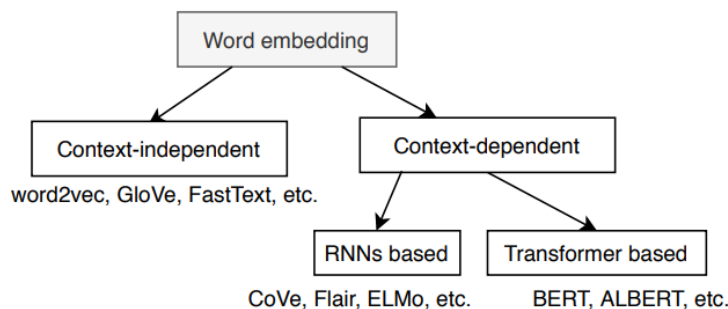 Word embedding
Context-independent
Context-dependent
word2vec, GloVe, FastText, etc.
RNNs based
Transformer based
CoVe, Flair, ELMo, etc.
BERT, ALBERT, etc.